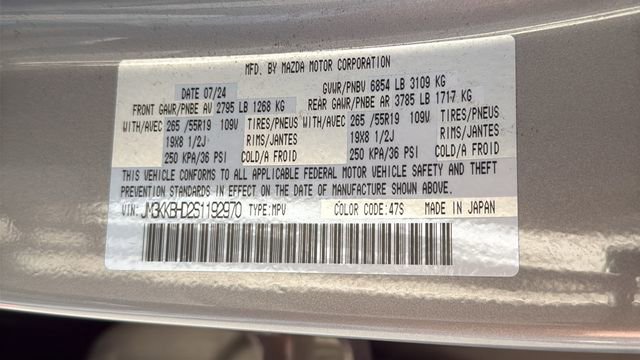 MFD. BY MAZDA MOTOR CORPORATION
DATE 07/24 GVWR/PNBV 6854 LB 3109 KG
FRONT GAWR/PNBE AV 2795 LB 1268 KG REAR GAWR/PNBE AR 3785 LB 1717 KG
WITH/AVEC 265 /55R19 109W TIRES/PNEUS WITH/AVEC 265 /55R19 109W TIRES/PNEUS
19X8 1/2J RIMS/JANTES 19X8 1/2J RIMS/JANTES
250 KPA/36 PSI COLD/A FROID 250 KPA/36 PSI COLD/A FROID
THIS VEHICLE CONFORMS TO ALL APPLICABLE FEDERAL MOTOR VEHICLE SAFETY AND THEFT
PREVENTION STANDARDS IN EFFECT ON THE DATE OF MANUFACTURE SHOWN ABOVE.
VIN: JM3KKBHD2S1192970 TYPE:MPV COLOR CODE:47S MADE IN JAPAN